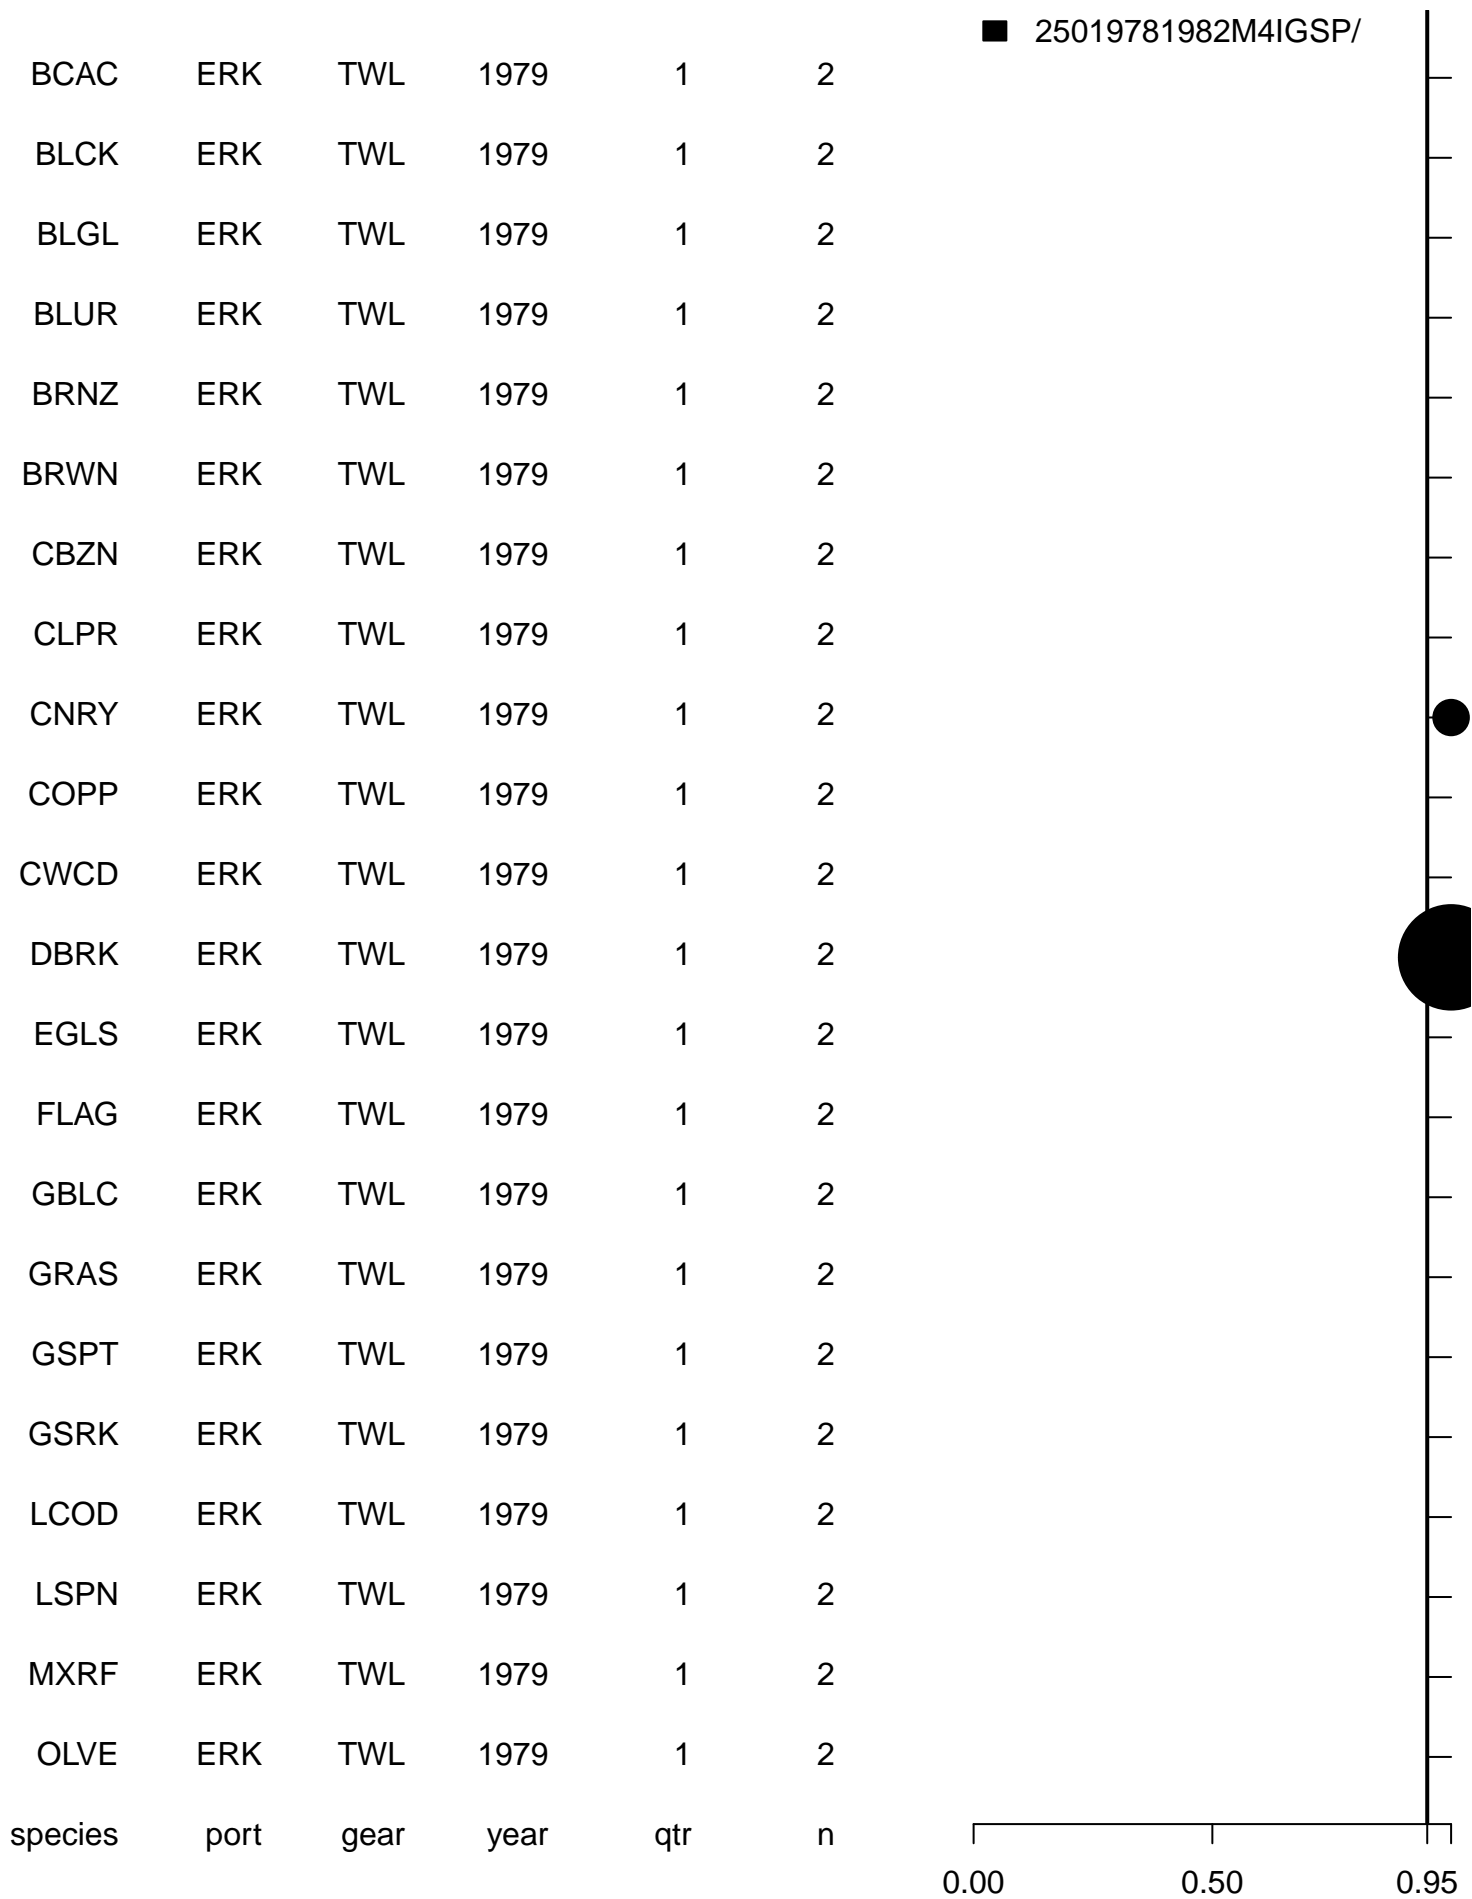 25019781982M4IGSP/
BCAC ERK TWL 1979 1 2
BLCK ERK TWL 1979 1 2
BLGL ERK TWL 1979 1 2
BLUR ERK TWL 1979 1 2
BRNZ ERK TWL 1979 1 2
BRWN ERK TWL 1979 1 2
CBZN ERK TWL 1979 1 2
CLPR ERK TWL 1979 1 2
CNRY ERK TWL 1979 1 2
COPP ERK TWL 1979 1 2
CWCD ERK TWL 1979 1 2
DBRK ERK TWL 1979 1 2
EGLS ERK TWL 1979 1 2
FLAG ERK TWL 1979 1 2
GBLC ERK TWL 1979 1 2
GRAS ERK TWL 1979 1 2
GSPT ERK TWL 1979 1 2
GSRK ERK TWL 1979 1 2
LCOD ERK TWL 1979 1 2
LSPN ERK TWL 1979 1 2
MXRF ERK TWL 1979 1 2
OLVE ERK TWL 1979 1 2
species port gear year qtr n
0.00 0.50 0.95